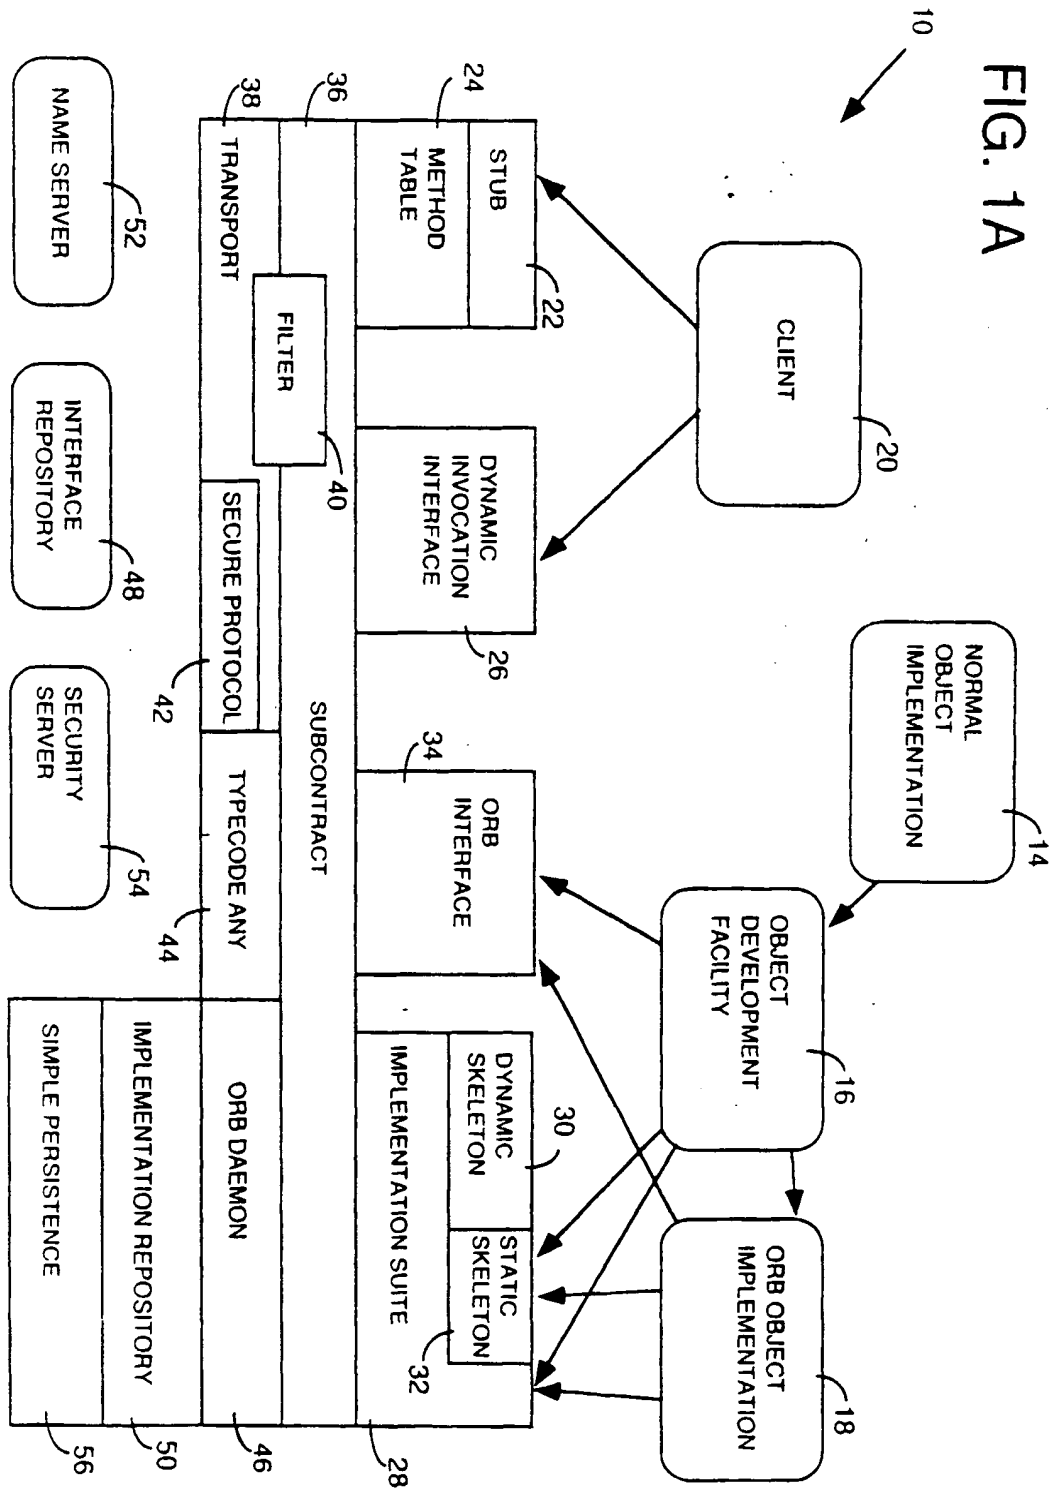 FIG. 1A
10
CLIENT
20
NORMAL
OBJECT
IMPLEMENTATION
14
OBJECT
DEVELOPMENT
FACILITY
16
ORB OBJECT
IMPLEMENTATION
18
STUB
22
24
METHOD
TABLE
DYNAMIC
INVOCATION
INTERFACE
26
34
ORB
INTERFACE
DYNAMIC
SKELETON
30
STATIC
SKELETON
32
IMPLEMENTATION SUITE
28
36
SUBCONTRACT
38
TRANSPORT
FILTER
40
SECURE PROTOCOL
42
TYPECODE ANY
44
ORB DAEMON
46
IMPLEMENTATION REPOSITORY
50
SIMPLE PERSISTENCE
56
NAME SERVER
52
INTERFACE
REPOSITORY
48
SECURITY
SERVER
54